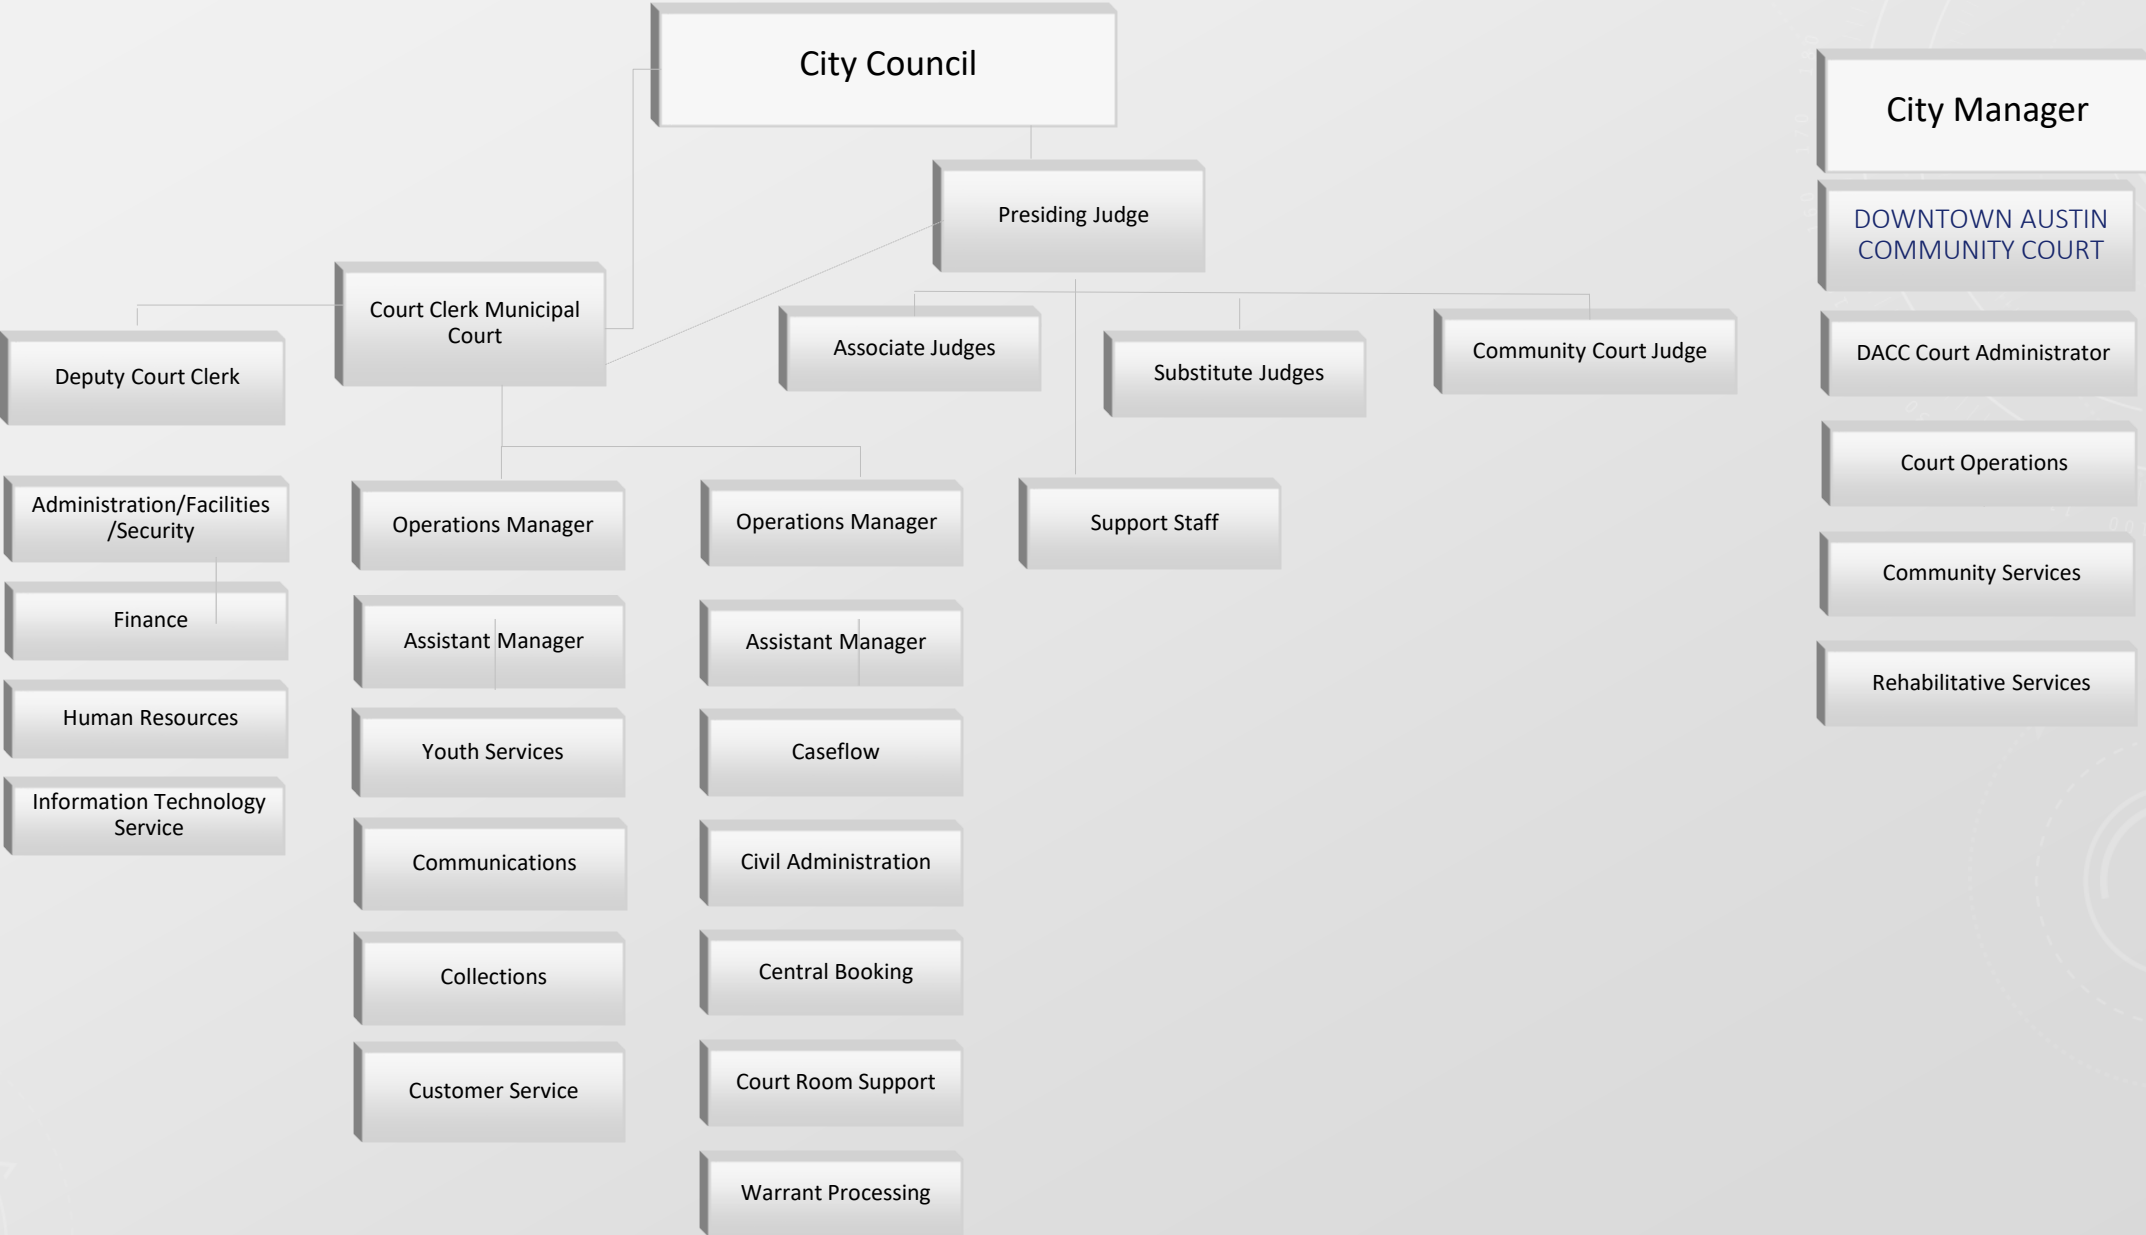 City Council
City Manager
Presiding Judge
DOWNTOWN AUSTIN
COMMUNITY COURT
Court Clerk Municipal
Court
Deputy Court Clerk
Associate Judges
Substitute Judges
Community Court Judge
DACC Court Administrator
Administration/Facilities
/Security
Finance
Human Resources
Information Technology
Service
Operations Manager
Assistant Manager
Youth Services
Communications
Collections
Customer Service
Operations Manager
Assistant Manager
Caseflow
Civil Administration
Central Booking
Court Room Support
Warrant Processing
Support Staff
Court Operations
Community Services
Rehabilitative Services